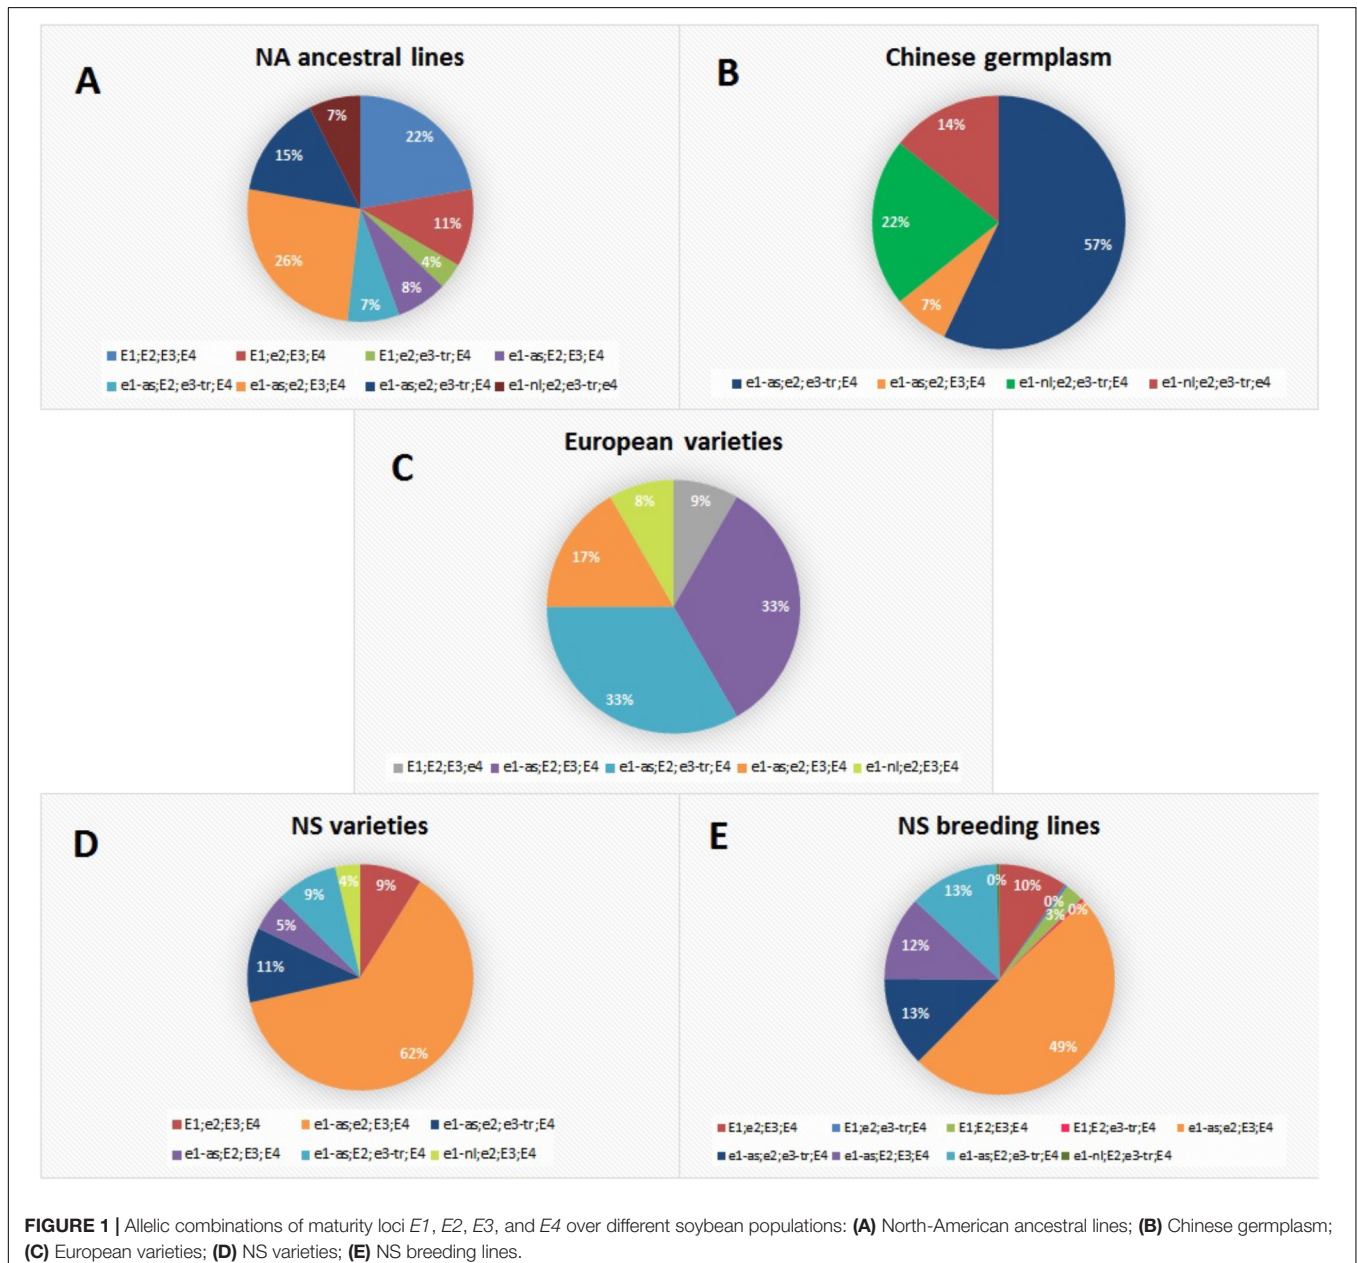 A
NA ancestral lines
7%
22%
15%
11%
26%
4%
8%
7%
E1;E2;E3;E4 E1;e2;E3;E4 E1;e2;e3-tr;E4 e1-as;E2;E3;E4
e1-as;E2;e3-tr;E4 e1-as;e2;E3;E4 e1-as;e2;e3-tr;E4 e1-nl;e2;e3-tr;e4
B
Chinese germplasm
14%
22%
57%
7%
e1-as;e2;e3-tr;E4 e1-as;e2;E3;E4 e1-nl;e2;e3-tr;E4 e1-nl;e2;e3-tr;e4
C
European varieties
8%
9%
17%
33%
33%
E1;E2;E3;e4 e1-as;E2;E3;E4 e1-as;E2;e3-tr;E4 e1-as;e2;E3;E4 e1-nl;e2;E3;E4
D
NS varieties
4%
9%
9%
5%
11%
62%
E1;e2;E3;E4 e1-as;e2;E3;E4 e1-as;e2;e3-tr;E4
e1-as;E2;E3;E4 e1-as;E2;e3-tr;E4 e1-nl;e2;E3;E4
E
NS breeding lines
0%
10%
13%
0%
3%
0%
12%
13%
49%
E1;e2;E3;E4 E1;e2;e3-tr;E4 E1;E2;E3;E4 E1;E2;e3-tr;E4 e1-as;e2;E3;E4
e1-as;e2;e3-tr;E4 e1-as;E2;E3;E4 e1-as;E2;e3-tr;E4 e1-nl;E2;e3-tr;E4
FIGURE 1 | Allelic combinations of maturity loci E1, E2, E3, and E4 over different soybean populations: (A) North-American ancestral lines; (B) Chinese germplasm;
(C) European varieties; (D) NS varieties; (E) NS breeding lines.